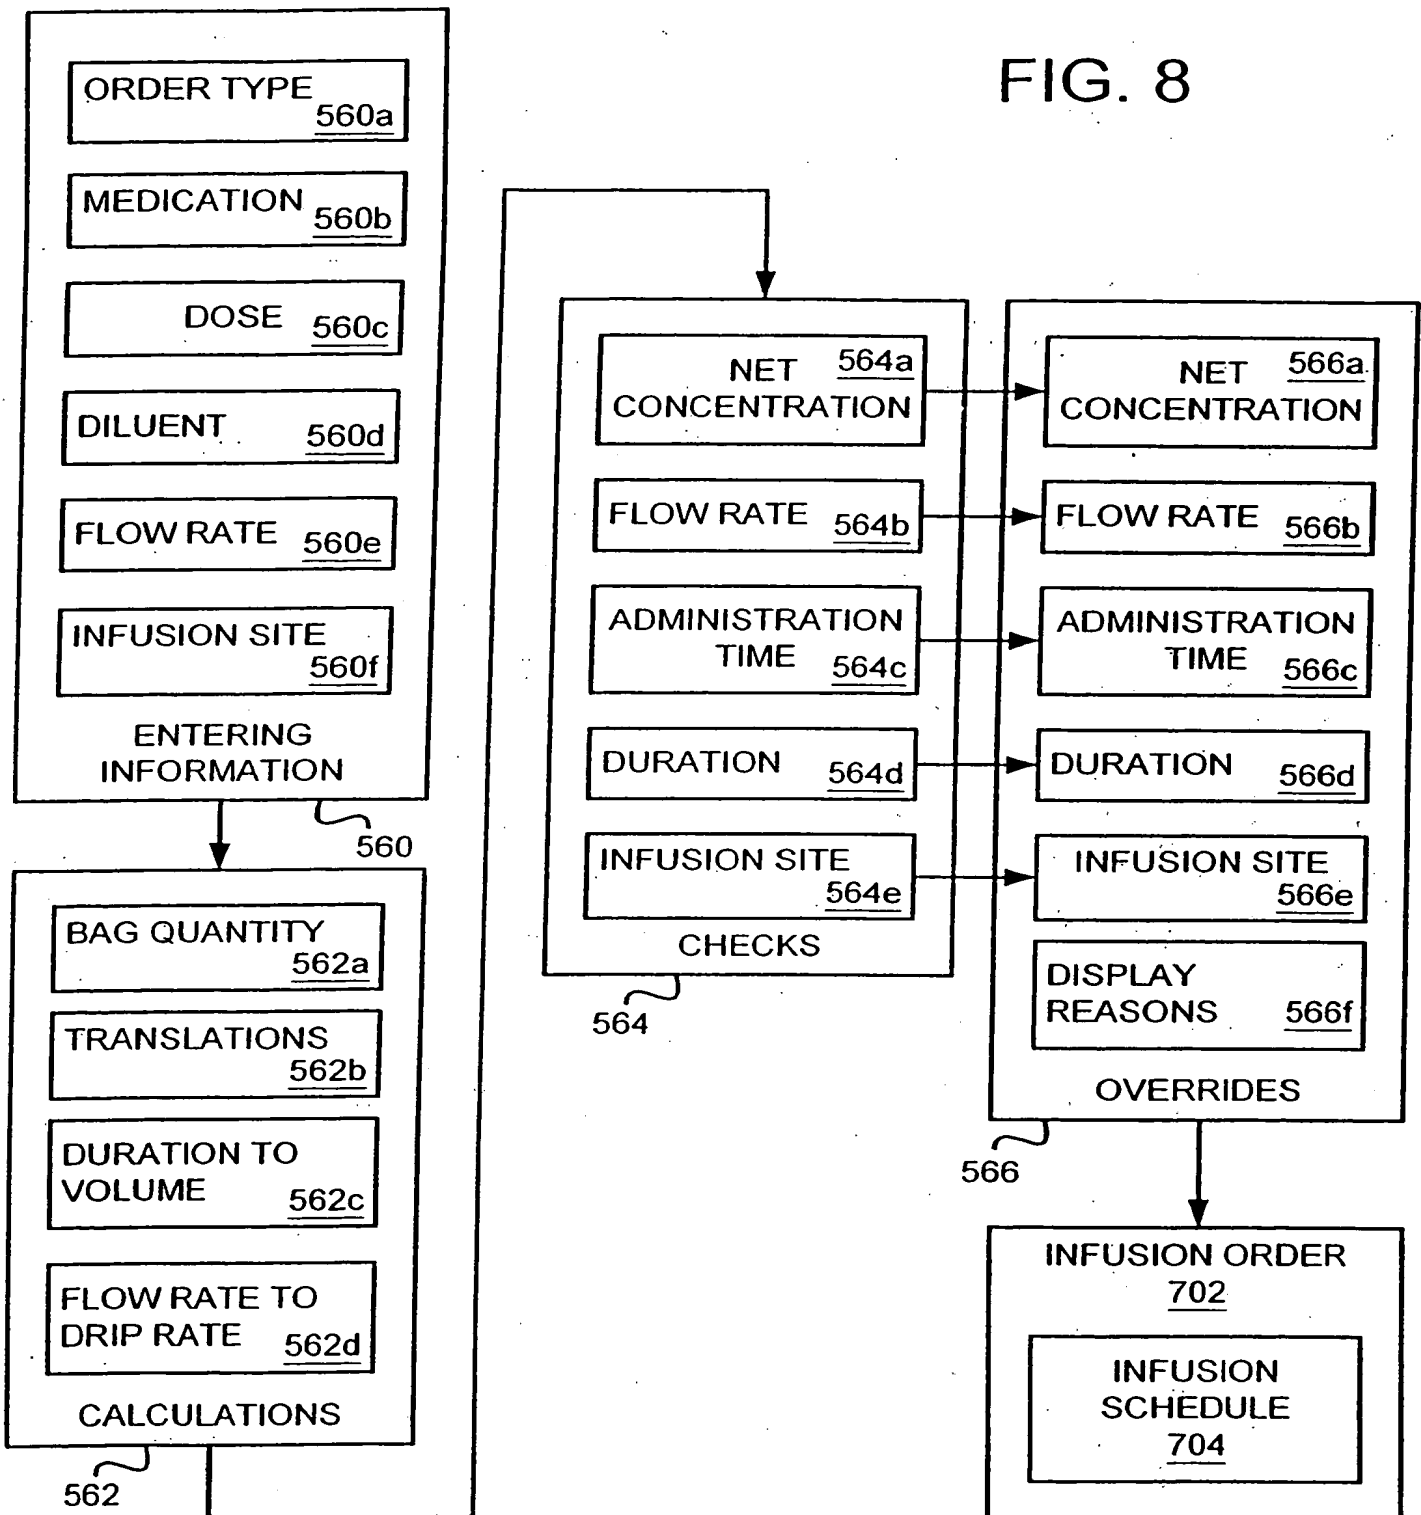 FIG. 8
ORDER TYPE
560a
MEDICATION
560b
DOSE
560c
DILUENT
560d
FLOW RATE
560e
INFUSION SITE
560f
ENTERING
INFORMATION
560
BAG QUANTITY
562a
TRANSLATIONS
562b
DURATION TO
VOLUME
562c
FLOW RATE TO
DRIP RATE
562d
CALCULATIONS
562
NET
564a
CONCENTRATION
FLOW RATE
564b
ADMINISTRATION
TIME
564c
DURATION
564d
INFUSION SITE
564e
CHECKS
564
NET
566a
CONCENTRATION
FLOW RATE
566b
ADMINISTRATION
TIME
566c
DURATION
566d
INFUSION SITE
566e
DISPLAY
REASONS
566f
OVERRIDES
566
INFUSION ORDER
702
INFUSION
SCHEDULE
704